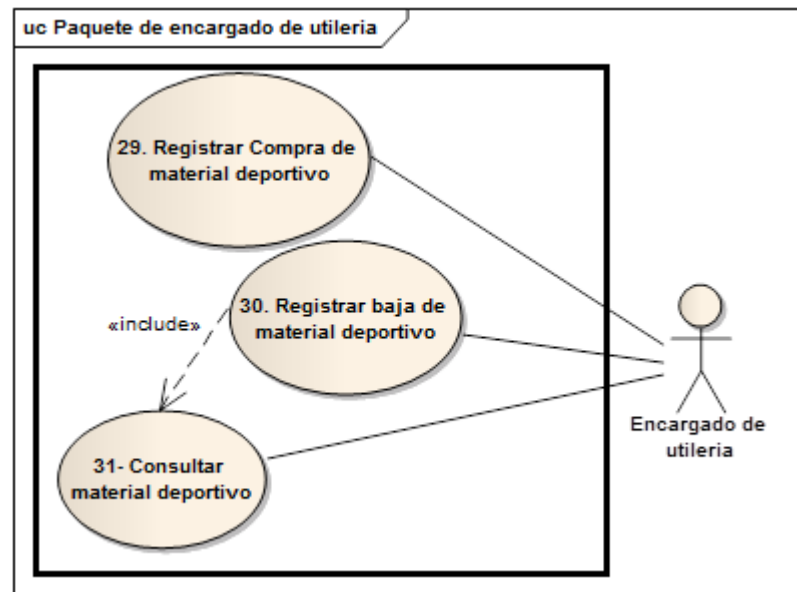 uc Paquete de encargado de utileria
29. Registrar Compra de
material deportivo
30. Registrar baja de
material deportivo
«include»
31- Consultar
material deportivo
Encargado de
utileria